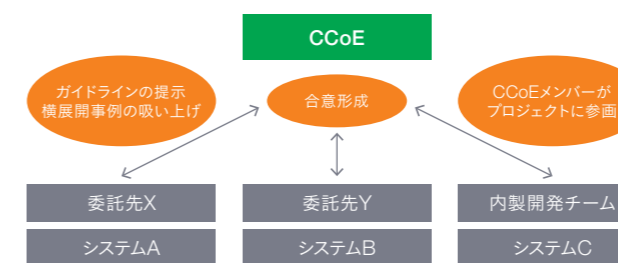 CCoE
ガイドラインの提示
横展開事例の吸い上げ
合意形成
CCoEメンバーが
プロジェクトに参画
委託先X
委託先Y
内製開発チーム
システムA
システムB
システムC